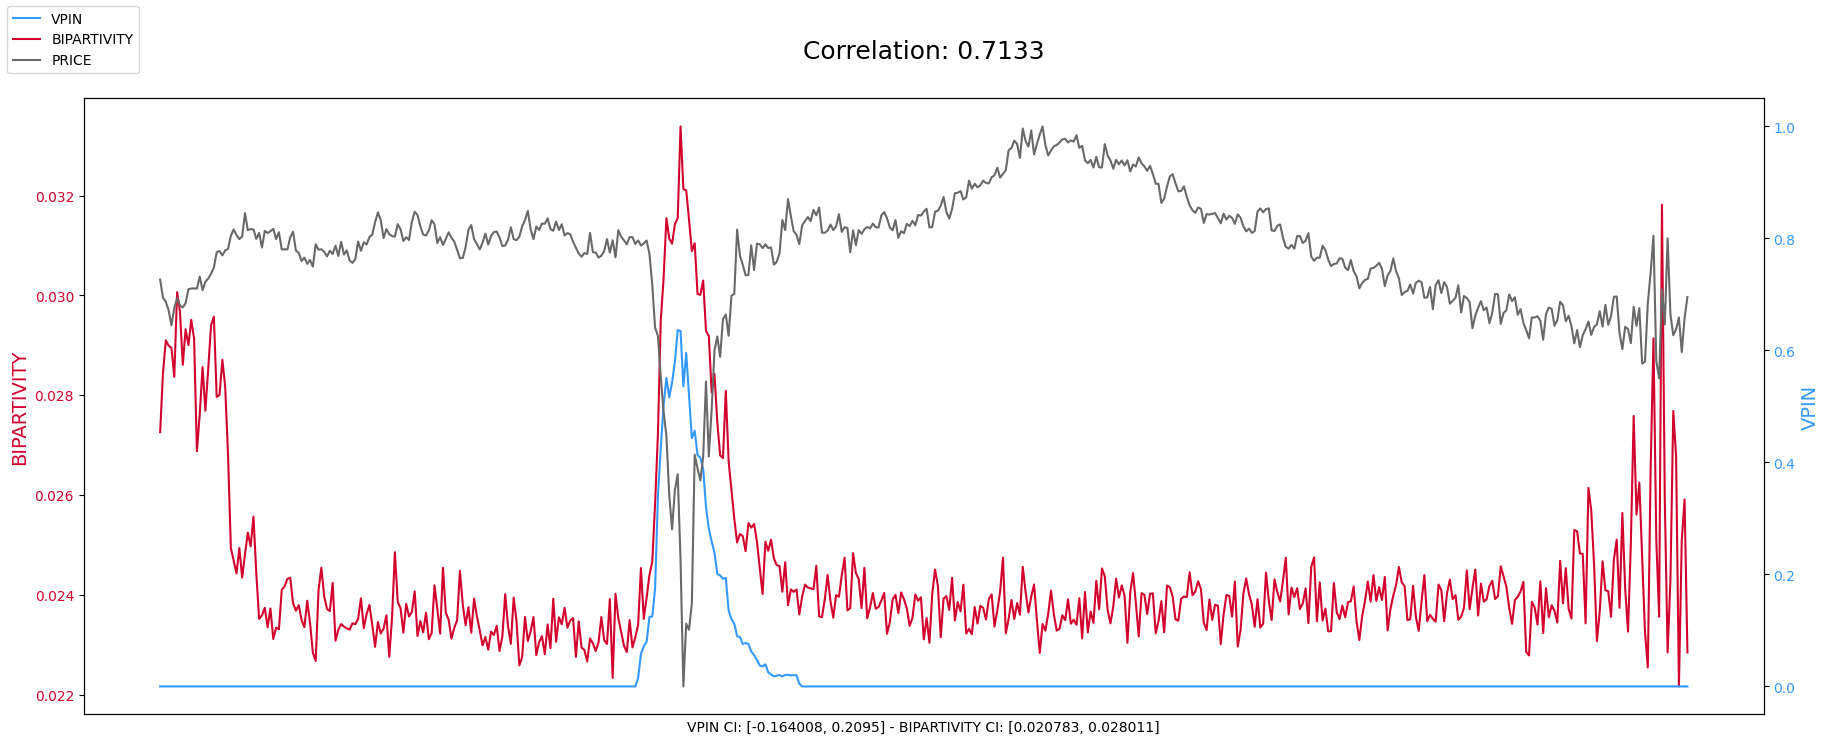 VPIN
BIPARTIVITY
PRICE
Correlation: 0.7133
BIPARTIVITY
0.032
0.030
0.028
0.026
0.024
0.022
1.0
0.8
0.6
0.4
0.2
0.0
VPIN
VPIN CI: [-0.164008, 0.2095] - BIPARTIVITY CI: [0.020783, 0.028011]